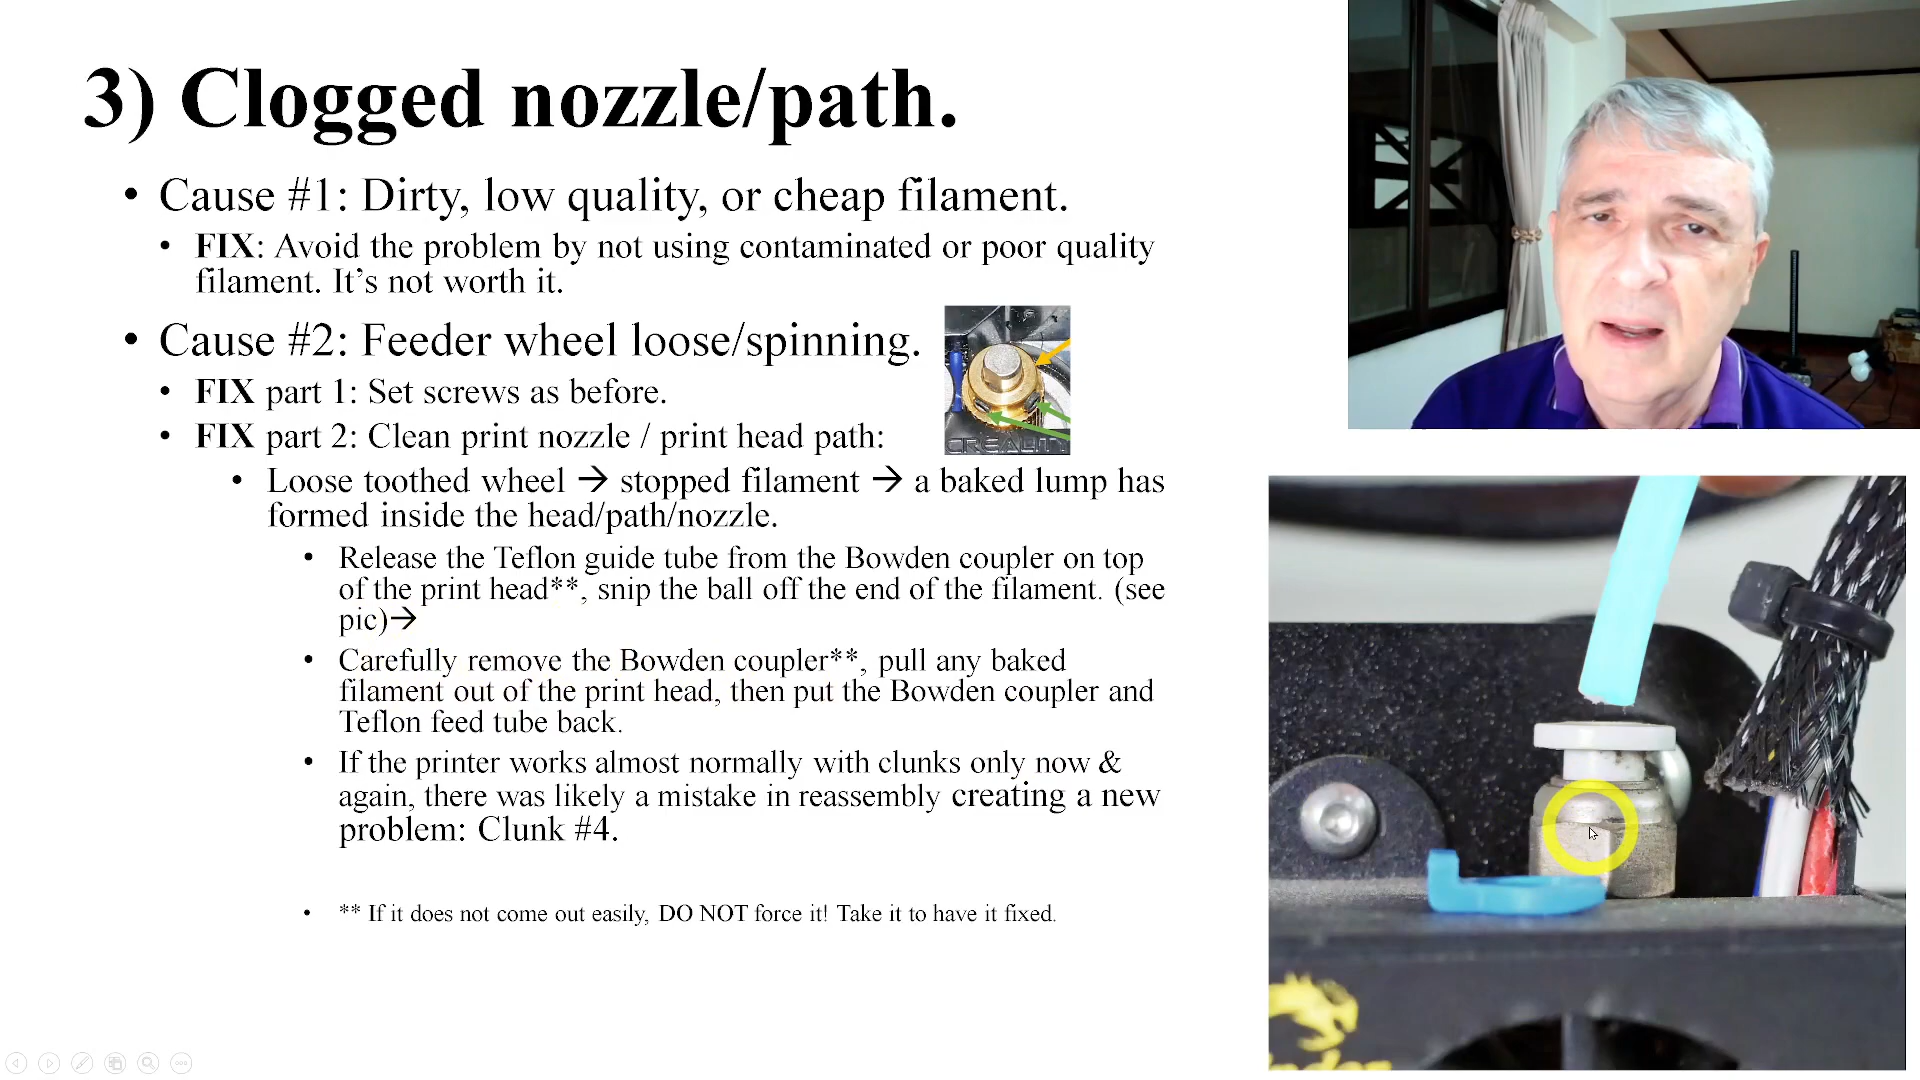 3) Clogged nozzle/path.
• Cause #1: Dirty, low quality, or cheap filament.
• FIX: Avoid the problem by not using contaminated or poor quality
filament. It’s not worth it.
• Cause #2: Feeder wheel loose/spinning.
• FIX part 1: Set screws as before.
• FIX part 2: Clean print nozzle / print head path:
CREALITY
• Loose toothed wheel → stopped filament → a baked lump has
formed inside the head/path/nozzle.
• Release the Teflon guide tube from the Bowden coupler on top
of the print head**, snip the ball off the end of the filament. (see
pic)→
• Carefully remove the Bowden coupler**, pull any baked
filament out of the print head, then put the Bowden coupler and
Teflon feed tube back.
• If the printer works almost normally with clunks only now &
again, there was likely a mistake in reassembly creating a new
problem: Clunk #4.
• ** If it does not come out easily, DO NOT force it! Take it to have it fixed.